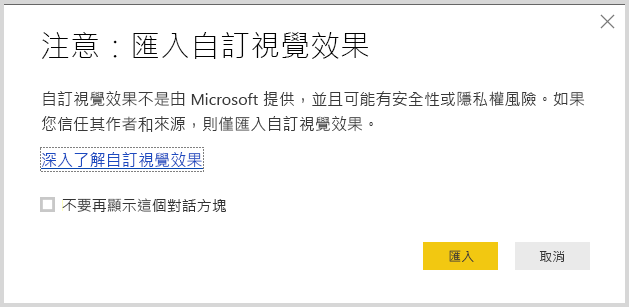 注意：匯入自訂視覺效果
自訂視覺效果不是由 Microsoft 提供，並且可能有安全性或隱私權風險。如果
您信任其作者和來源，則僅匯入自訂視覺效果。
深入了解自訂視覺效果
不要再顯示這個對話方塊
匯入
取消